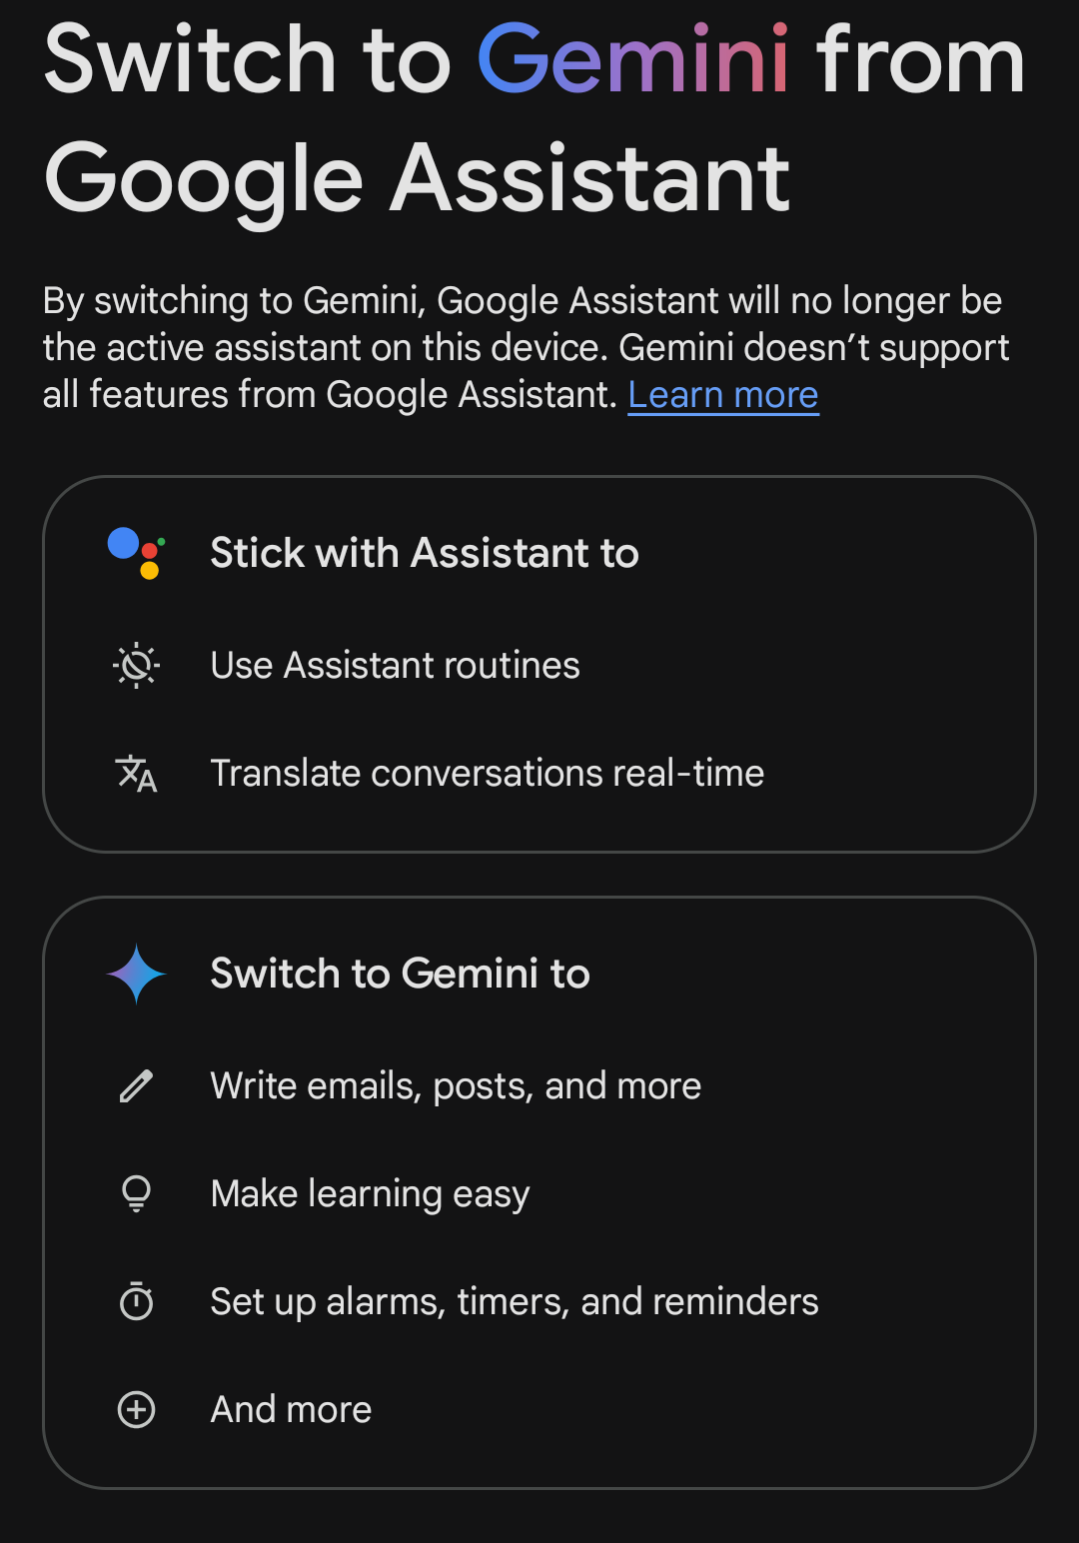 Switch to Gemini from
Google Assistant
By switching to Gemini, Google Assistant will no longer be
the active assistant on this device. Gemini doesn’t support
all features from Google Assistant. Learn more
Stick with Assistant to
Use Assistant routines
Translate conversations real-time
Switch to Gemini to
Write emails, posts, and more
Make learning easy
Set up alarms, timers, and reminders
And more